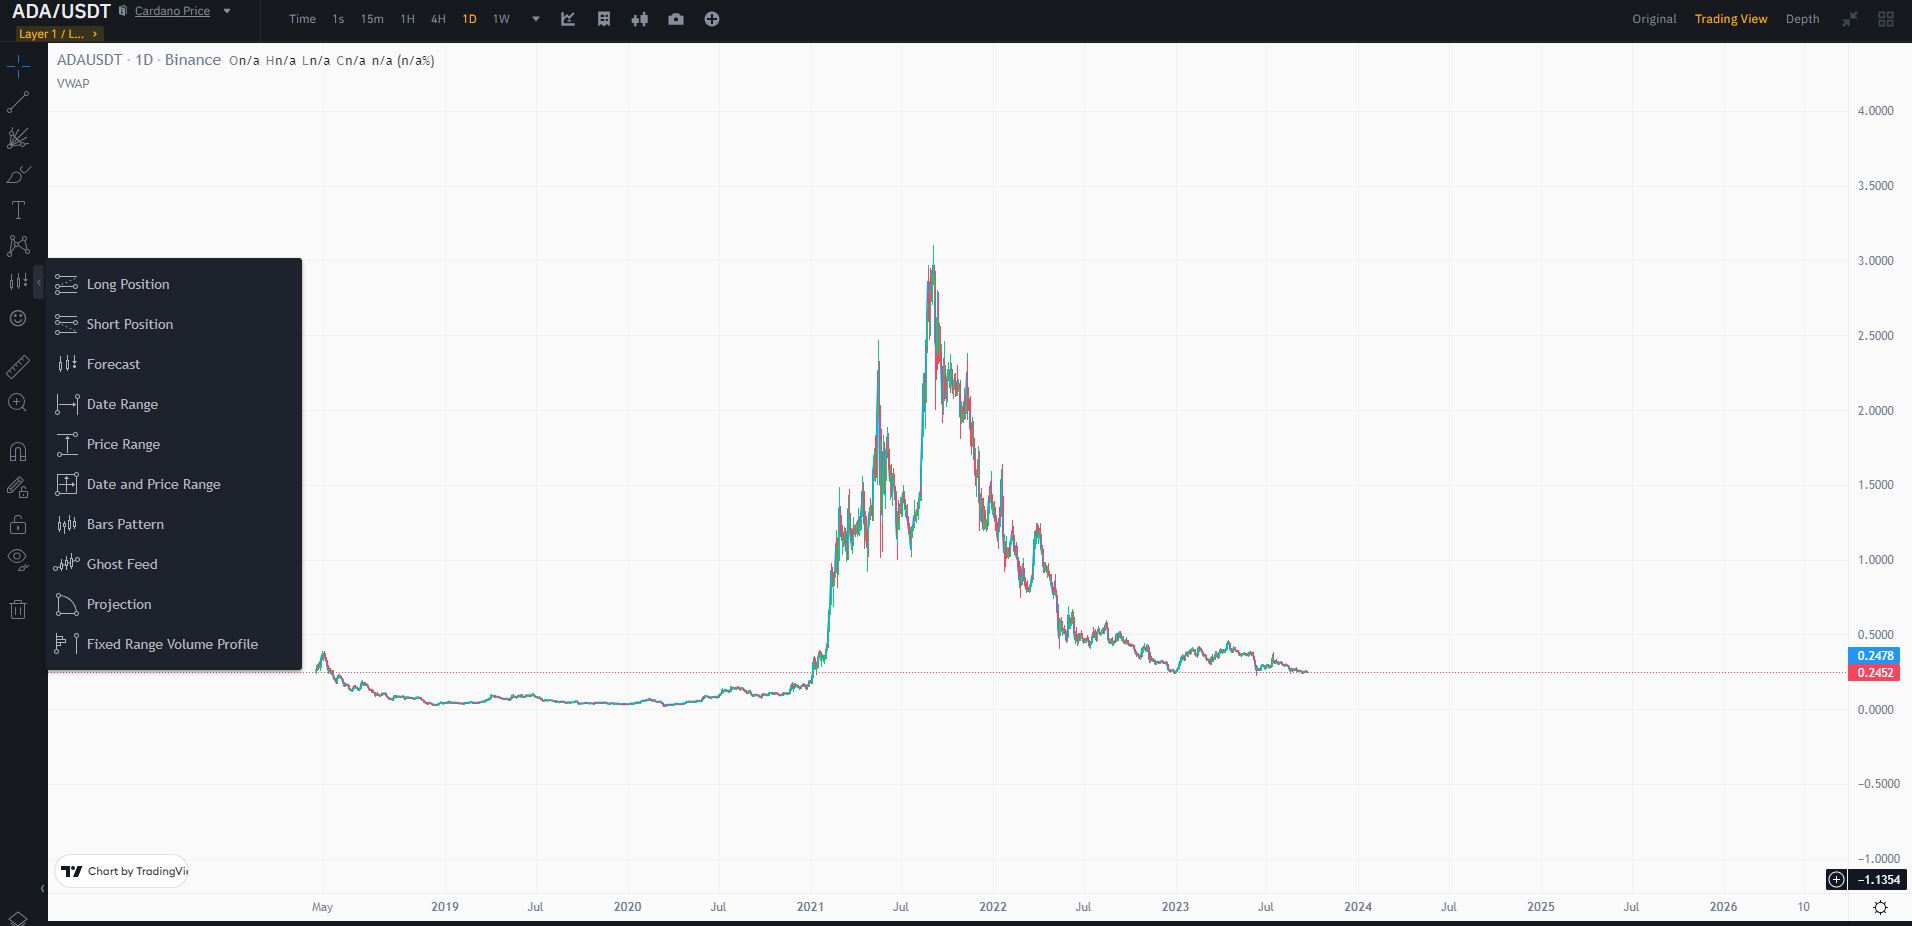 ADA/USDT Cardano Price
Layer 1 / L...
Time 1s 15m 1H 4H 1D 1W
Original Trading View Depth
ADAUSDT · 1D · Binance On/a Hn/a Ln/a Cn/a n/a (n/a%)
VWAP
Long Position
Short Position
Forecast
Date Range
Price Range
Date and Price Range
Bars Pattern
Ghost Feed
Projection
Fixed Range Volume Profile
4.0000
3.5000
3.0000
2.5000
2.0000
1.5000
1.0000
0.5000
0.2478
0.2452
0.0000
−0.5000
−1.0000
−1.1354
Chart by TradingVi
May 2019 Jul 2020 Jul 2021 Jul 2022 Jul 2023 Jul 2024 Jul 2025 Jul 2026 10